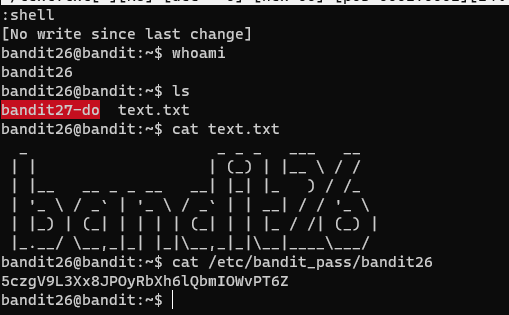 :shell
[No write since last change]
bandit26@bandit:~$ whoami
bandit26
bandit26@bandit:~$ ls
bandit27-do  text.txt
bandit26@bandit:~$ cat text.txt
bandit26
bandit26@bandit:~$ cat /etc/bandit_pass/bandit26
5czgV9L3Xx8JPOyRbXh6lQbmIOWvPT6Z
bandit26@bandit:~$